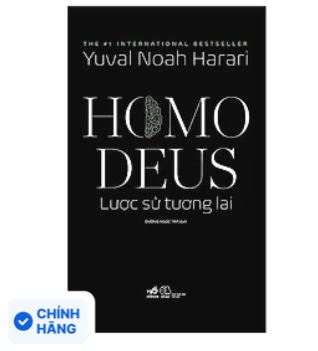 THE #1 INTERNATIONAL BESTSELLER
Yuval Noah Harari
HOMO
DEUS
Lược sử tương lai
CHÍNH
HÃNG